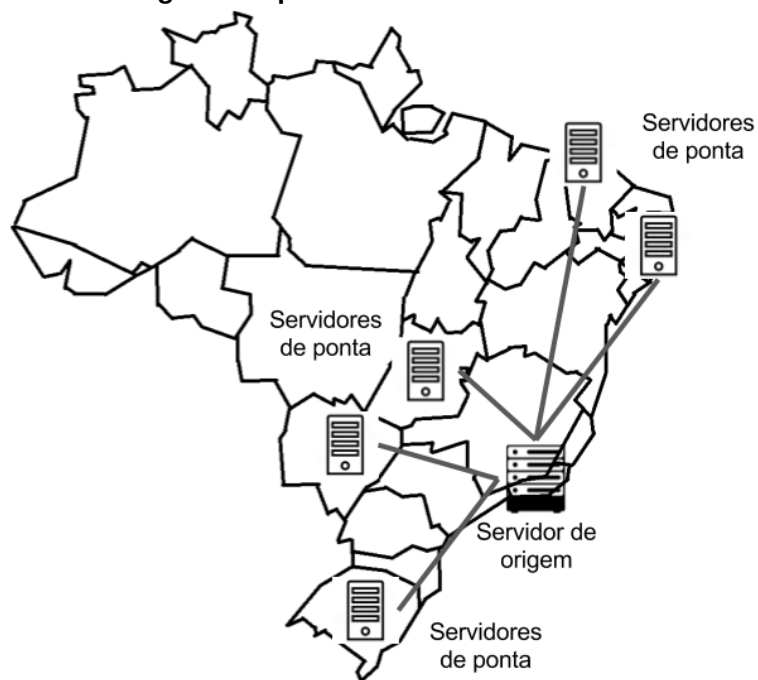 Servidores
de ponta
Servidores
de ponta
Servidor de
origem
Servidores
de ponta